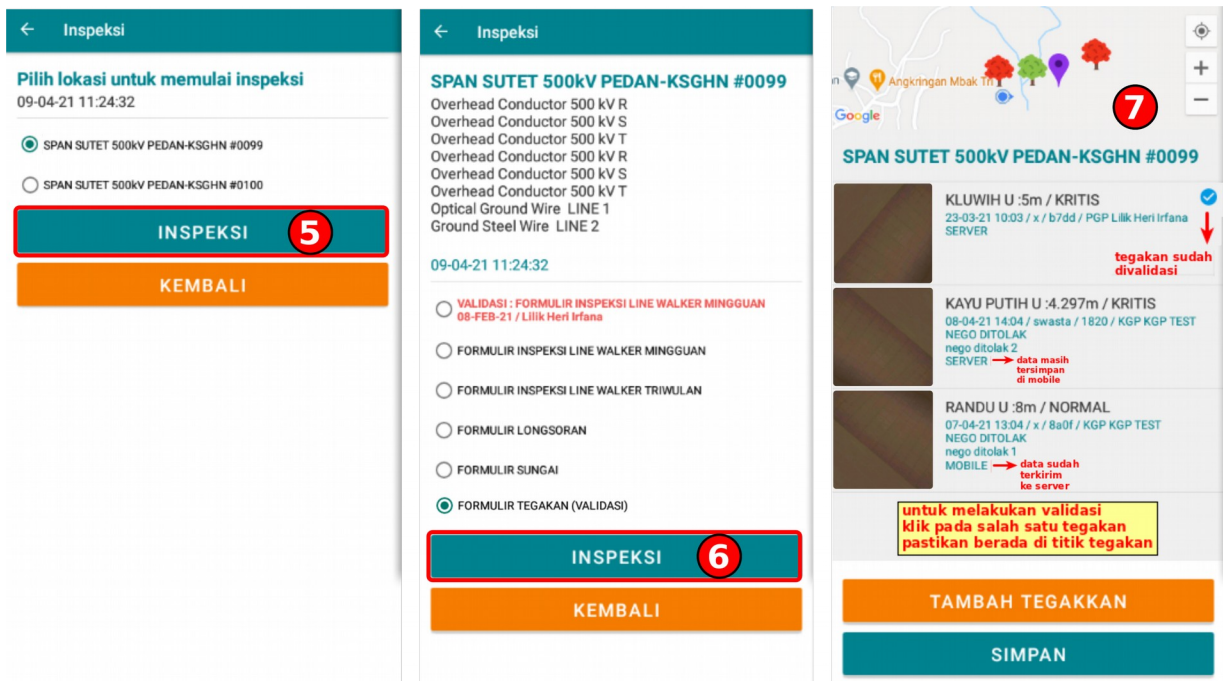 Inspeksi
Pilih lokasi untuk memulai inspeksi
09-04-21 11:24:32
SPAN SUTET 500kV PEDAN-KSGHN #0099
SPAN SUTET 500kV PEDAN-KSGHN #0100
INSPEKSI
5
KEMBALI
Inspeksi
SPAN SUTET 500kV PEDAN-KSGHN #0099
Overhead Conductor 500 kV R
Overhead Conductor 500 kV S
Overhead Conductor 500 kV T
Overhead Conductor 500 kV R
Overhead Conductor 500 kV S
Overhead Conductor 500 kV T
Optical Ground Wire LINE 1
Ground Steel Wire LINE 2
09-04-21 11:24:32
VALIDASI : FORMULIR INSPEKSI LINE WALKER MINGGUAN
08-FEB-21 / Lilik Heri Irfana
FORMULIR INSPEKSI LINE WALKER MINGGUAN
FORMULIR INSPEKSI LINE WALKER TRIWULAN
FORMULIR LONGSORAN
FORMULIR SUNGAI
FORMULIR TEGAKAN (VALIDASI)
INSPEKSI
6
KEMBALI
Angkringan Mbak Tri
+
7
−
Google
SPAN SUTET 500kV PEDAN-KSGHN #0099
KLUWIH U :5m / KRITIS
23-03-21 10:03 / x / b7dd / PGP Lilik Heri Irfana
SERVER
tegakan sudah
divalidasi
KAYU PUTIH U :4.297m / KRITIS
08-04-21 14:04 / swasta / 1820 / KGP KGP TEST
NEGO DITOLAK
nego ditolak 2
SERVER data masih
tersimpan
di mobile
RANDU U :8m / NORMAL
07-04-21 13:04 / x / 8a0f / KGP KGP TEST
NEGO DITOLAK
nego ditolak 1
MOBILE data sudah
terkirim
ke server
untuk melakukan validasi
klik pada salah satu tegakan
pastikan berada di titik tegakan
TAMBAH TEGAKKAN
SIMPAN